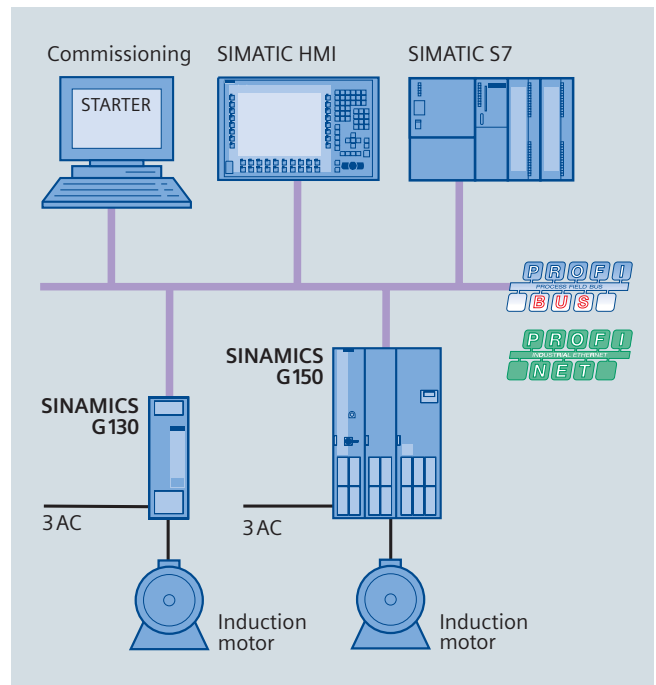 Commissioning
SIMATIC HMI
SIMATIC S7
STARTER
PROFI
PROCESS FIELD BUS
BUS
PROFI
INDUSTRIAL ETHERNET
NET
SINAMICS
G150
SINAMICS
G130
3 AC
3 AC
Induction
motor
Induction
motor